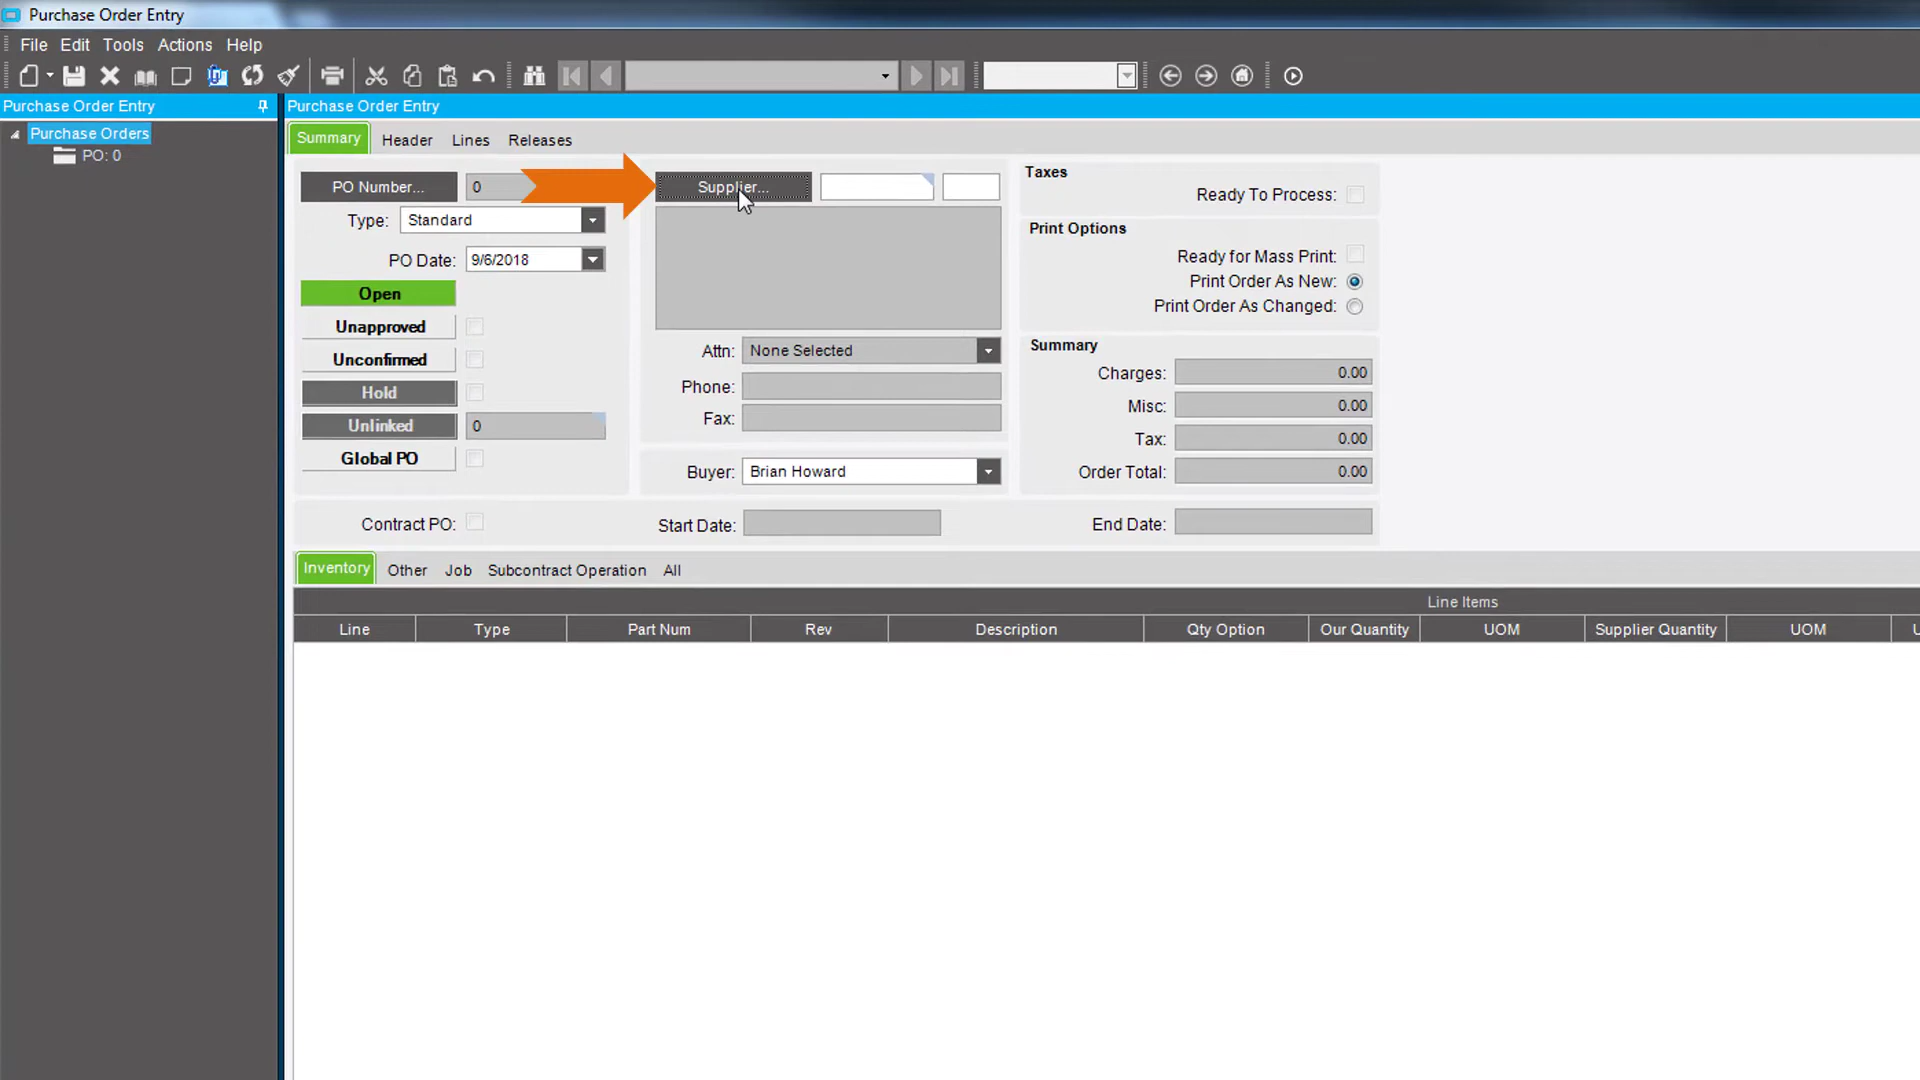 Purchase Order Entry
File Edit Tools Actions Help
Purchase Order Entry
Purchase Orders
PO: 0
Purchase Order Entry
Summary Header Lines Releases
PO Number... 0
Type: Standard
PO Date: 9/6/2018
Open
Unapproved
Unconfirmed
Hold
Unlinked 0
Global PO
Supplier...
Attn: None Selected
Phone:
Fax:
Buyer: Brian Howard
Taxes
Ready To Process:
Print Options
Ready for Mass Print:
Print Order As New:
Print Order As Changed:
Summary
Charges: 0.00
Misc: 0.00
Tax: 0.00
Order Total: 0.00
Contract PO: Start Date: End Date:
Inventory Other Job Subcontract Operation All
Line Items
Line Type Part Num Rev Description Qty Option Our Quantity UOM Supplier Quantity UOM